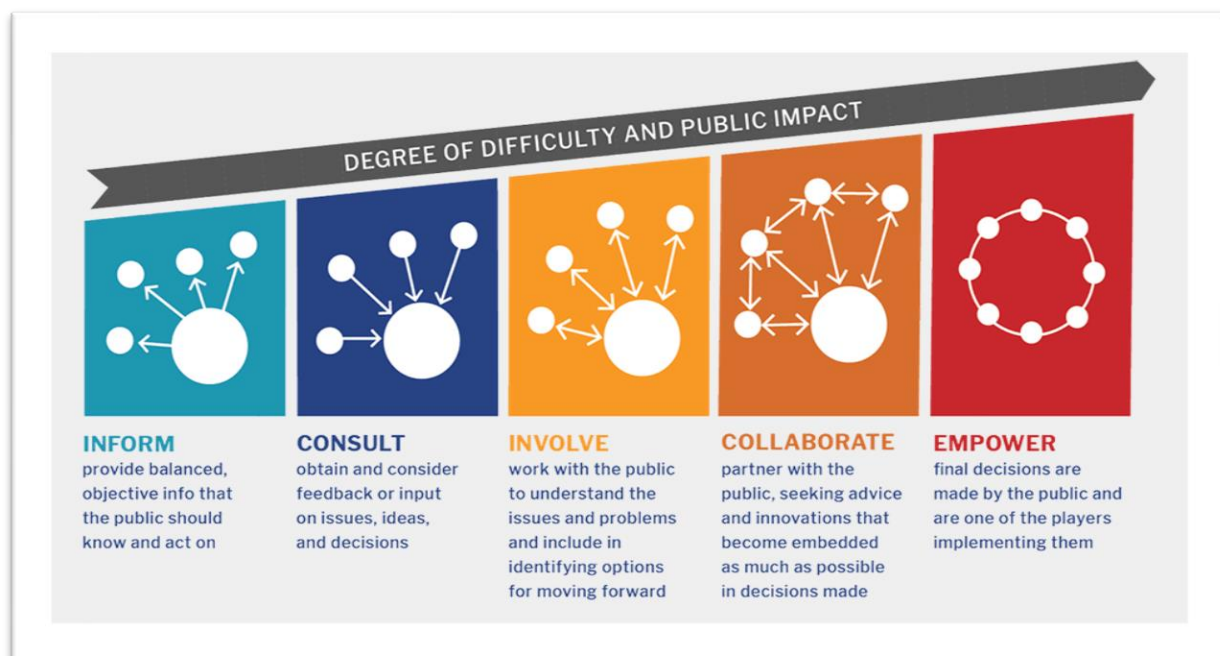 DEGREE OF DIFFICULTY AND PUBLIC IMPACT
INFORM
provide balanced,
objective info that
the public should
know and act on
CONSULT
obtain and consider
feedback or input
on issues, ideas,
and decisions
INVOLVE
work with the public
to understand the
issues and problems
and include in
identifying options
for moving forward
COLLABORATE
partner with the
public, seeking advice
and innovations that
become embedded
as much as possible
in decisions made
EMPOWER
final decisions are
made by the public and
are one of the players
implementing them